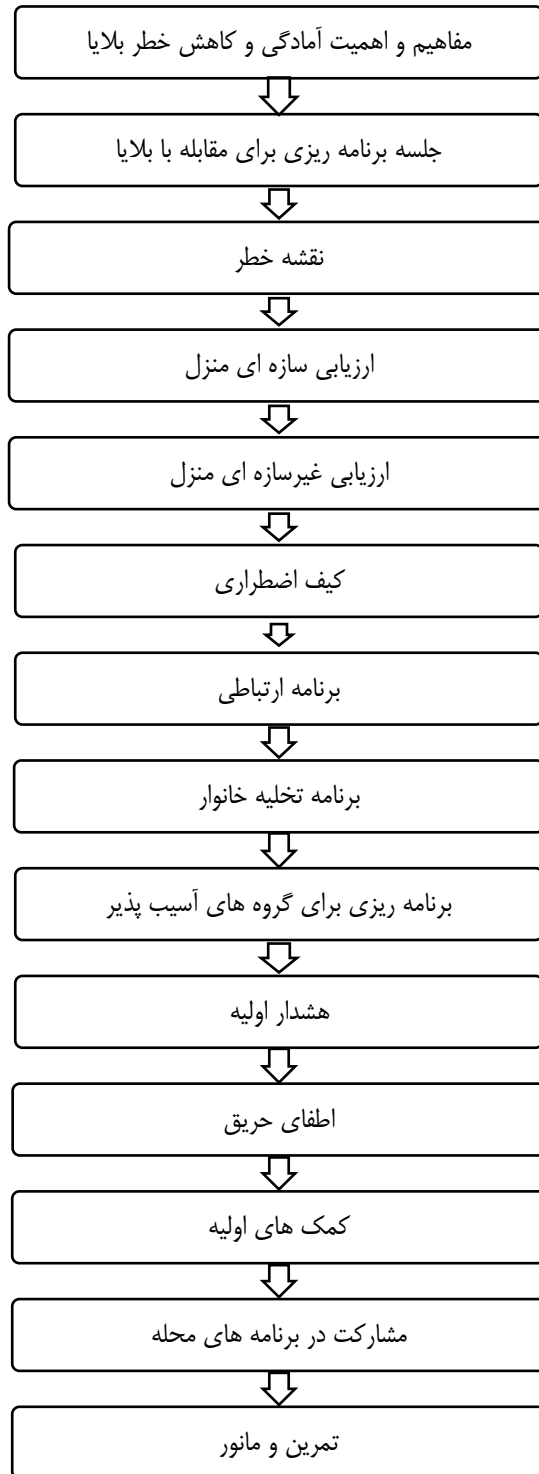 مفاهیم و اهمیت آمادگی و کاهش خطر بلایا
جلسه برنامه ریزی برای مقابله با بلایا
نقشه خطر
ارزیابی سازه ای منزل
ارزیابی غیرسازه ای منزل
کیف اضطراری
برنامه ارتباطی
برنامه تخلیه خانوار
برنامه ریزی برای گروه های آسیب پذیر
هشدار اولیه
اطفای حریق
کمک های اولیه
مشارکت در برنامه های محله
تمرین و مانور